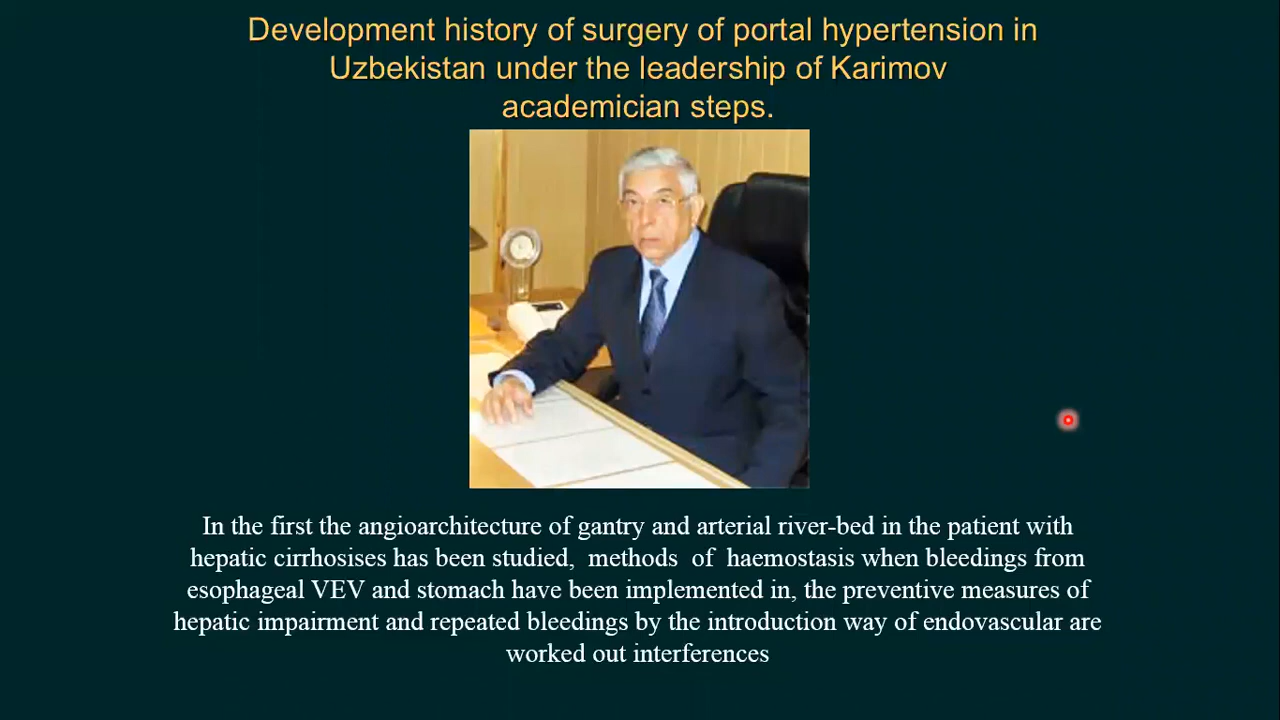 Development history of surgery of portal hypertension in
Uzbekistan under the leadership of Karimov
academician steps.
In the first the angioarchitecture of gantry and arterial river-bed in the patient with
hepatic cirrhosises has been studied, methods of haemostasis when bleedings from
esophageal VEV and stomach have been implemented in, the preventive measures of
hepatic impairment and repeated bleedings by the introduction way of endovascular are
worked out interferences